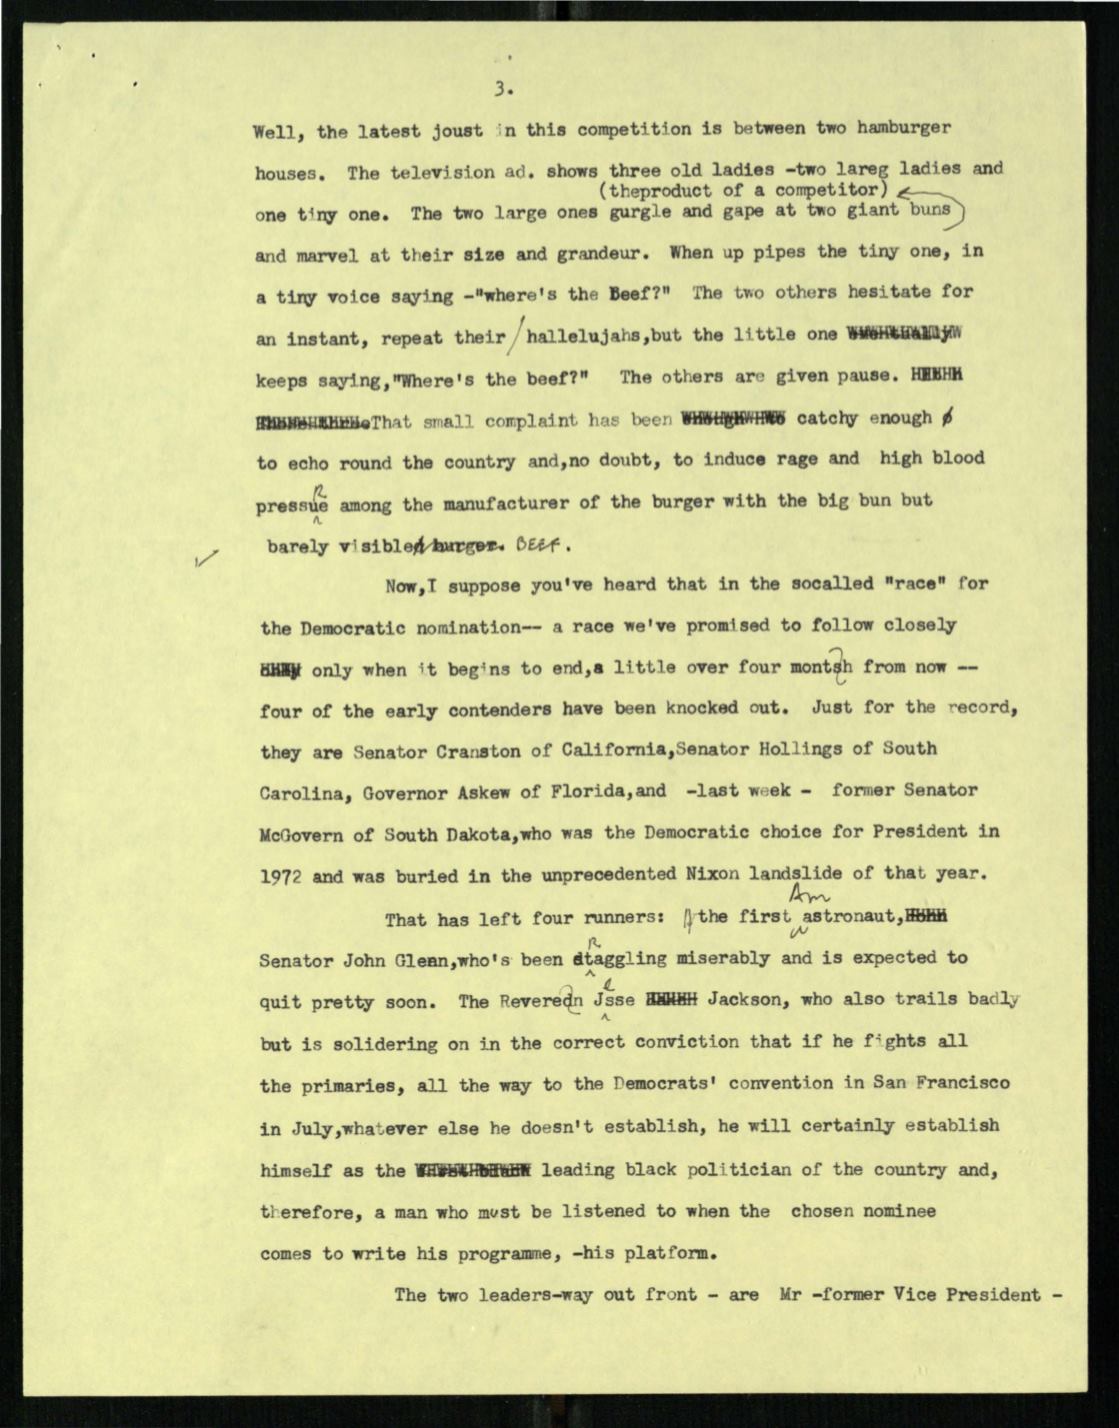 3.
Well, the latest joust in this competition is between two hamburger
houses. The television ad. shows three old ladies -two lareg ladies and
(theproduct of a competitor)
one tiny one. The two large ones gurgle and gape at two giant buns
and marvel at their size and grandeur. When up pipes the tiny one, in
a tiny voice saying -"where's the Beef?" The two others hesitate for
an instant, repeat their/hallelujahs,but the little one
keeps saying,"Where's the beef?" The others are given pause.
That small complaint has been catchy enough
to echo round the country and,no doubt, to induce rage and high blood
pressuRe among the manufacturer of the burger with the big bun but
barely visible burger. BEEF.
Now,I suppose you've heard that in the socalled "race" for
the Democratic nomination-- a race we've promised to follow closely
only when it begins to end,a little over four montsh from now --
four of the early contenders have been knocked out. Just for the record,
they are Senator Cranston of California,Senator Hollings of South
Carolina, Governor Askew of Florida,and -last week - former Senator
McGovern of South Dakota,who was the Democratic choice for President in
1972 and was buried in the unprecedented Nixon landslide of that year.
Am
That has left four runners: the first astronaut,
Senator John Glenn,who's been stRaggling miserably and is expected to
quit pretty soon. The Reveredn Jesse Jackson, who also trails badly
but is solidering on in the correct conviction that if he fights all
the primaries, all the way to the Democrats' convention in San Francisco
in July,whatever else he doesn't establish, he will certainly establish
himself as the leading black politician of the country and,
therefore, a man who must be listened to when the chosen nominee
comes to write his programme, -his platform.
The two leaders-way out front - are Mr -former Vice President -